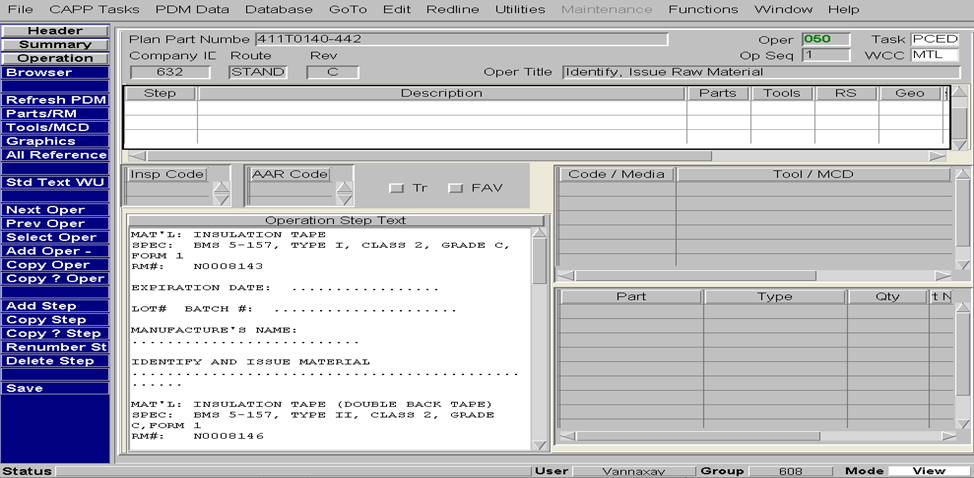 File CAPP Tasks PDM Data Database GoTo Edit Redline Utilities Maintenance Functions Window Help
Header
Summary
Operation
Browser
Refresh PDM
Parts/RM
Tools/MCD
Graphics
All Reference
Std Text WU
Next Oper
Prev Oper
Select Oper
Add Oper -
Copy Oper
Copy ? Oper
Add Step
Copy Step
Copy ? Step
Renumber St
Delete Step
Save
Plan Part Numbe 411T0140-442 Oper 050 Task PCED
Company ID Route Rev Op Seq 1 WCC MTL
632 STAND C Oper Title Identify, Issue Raw Material
Step Description Parts Tools RS Geo
Insp Code AAR Code Tr FAV
Code / Media Tool / MCD
Operation Step Text
MAT'L: INSULATION TAPE
SPEC: BMS 5-157, TYPE I, CLASS 2, GRADE C,
FORM 1
RM#: N0008143
EXPIRATION DATE: .................
LOT# BATCH #: .....................
MANUFACTURE'S NAME:
..........................
IDENTIFY AND ISSUE MATERIAL
............................................
......
MAT'L: INSULATION TAPE (DOUBLE BACK TAPE)
SPEC: BMS 5-157, TYPE II, CLASS 2, GRADE
C,FORM 1
RM#: N0008146
Part Type Qty t N
Status User Vannaxay Group 608 Mode View